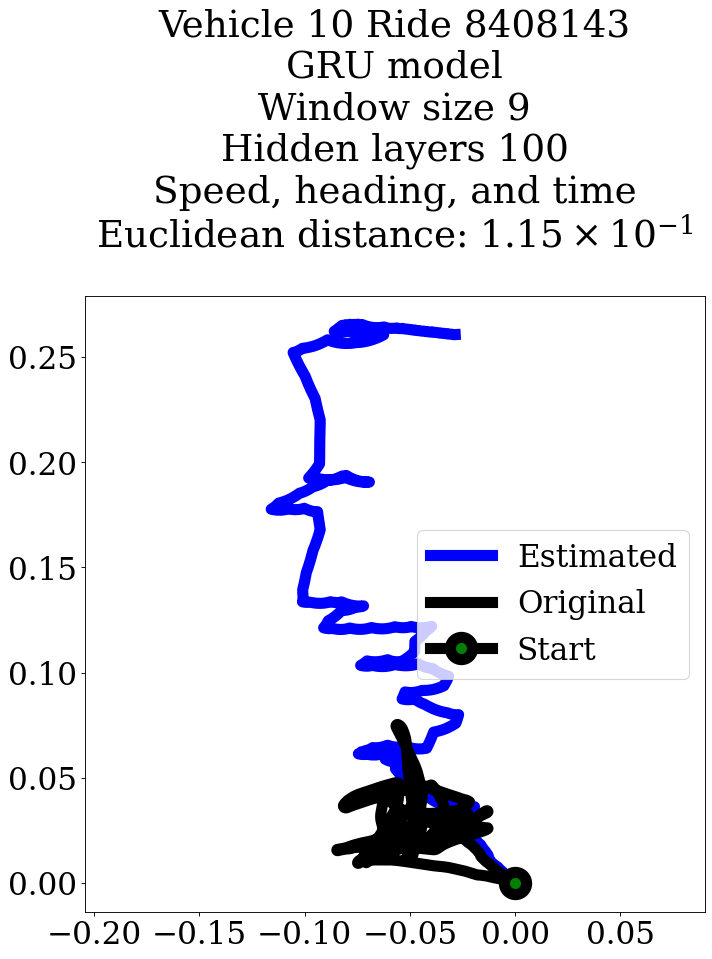 Vehicle 10 Ride 8408143
GRU model
Window size 9
Hidden layers 100
Speed, heading, and time
Euclidean distance: 1.15 × 10⁻¹
0.25
0.20
0.15
0.10
0.05
0.00
Estimated
Original
Start
−0.20 −0.15 −0.10 −0.05 0.00 0.05